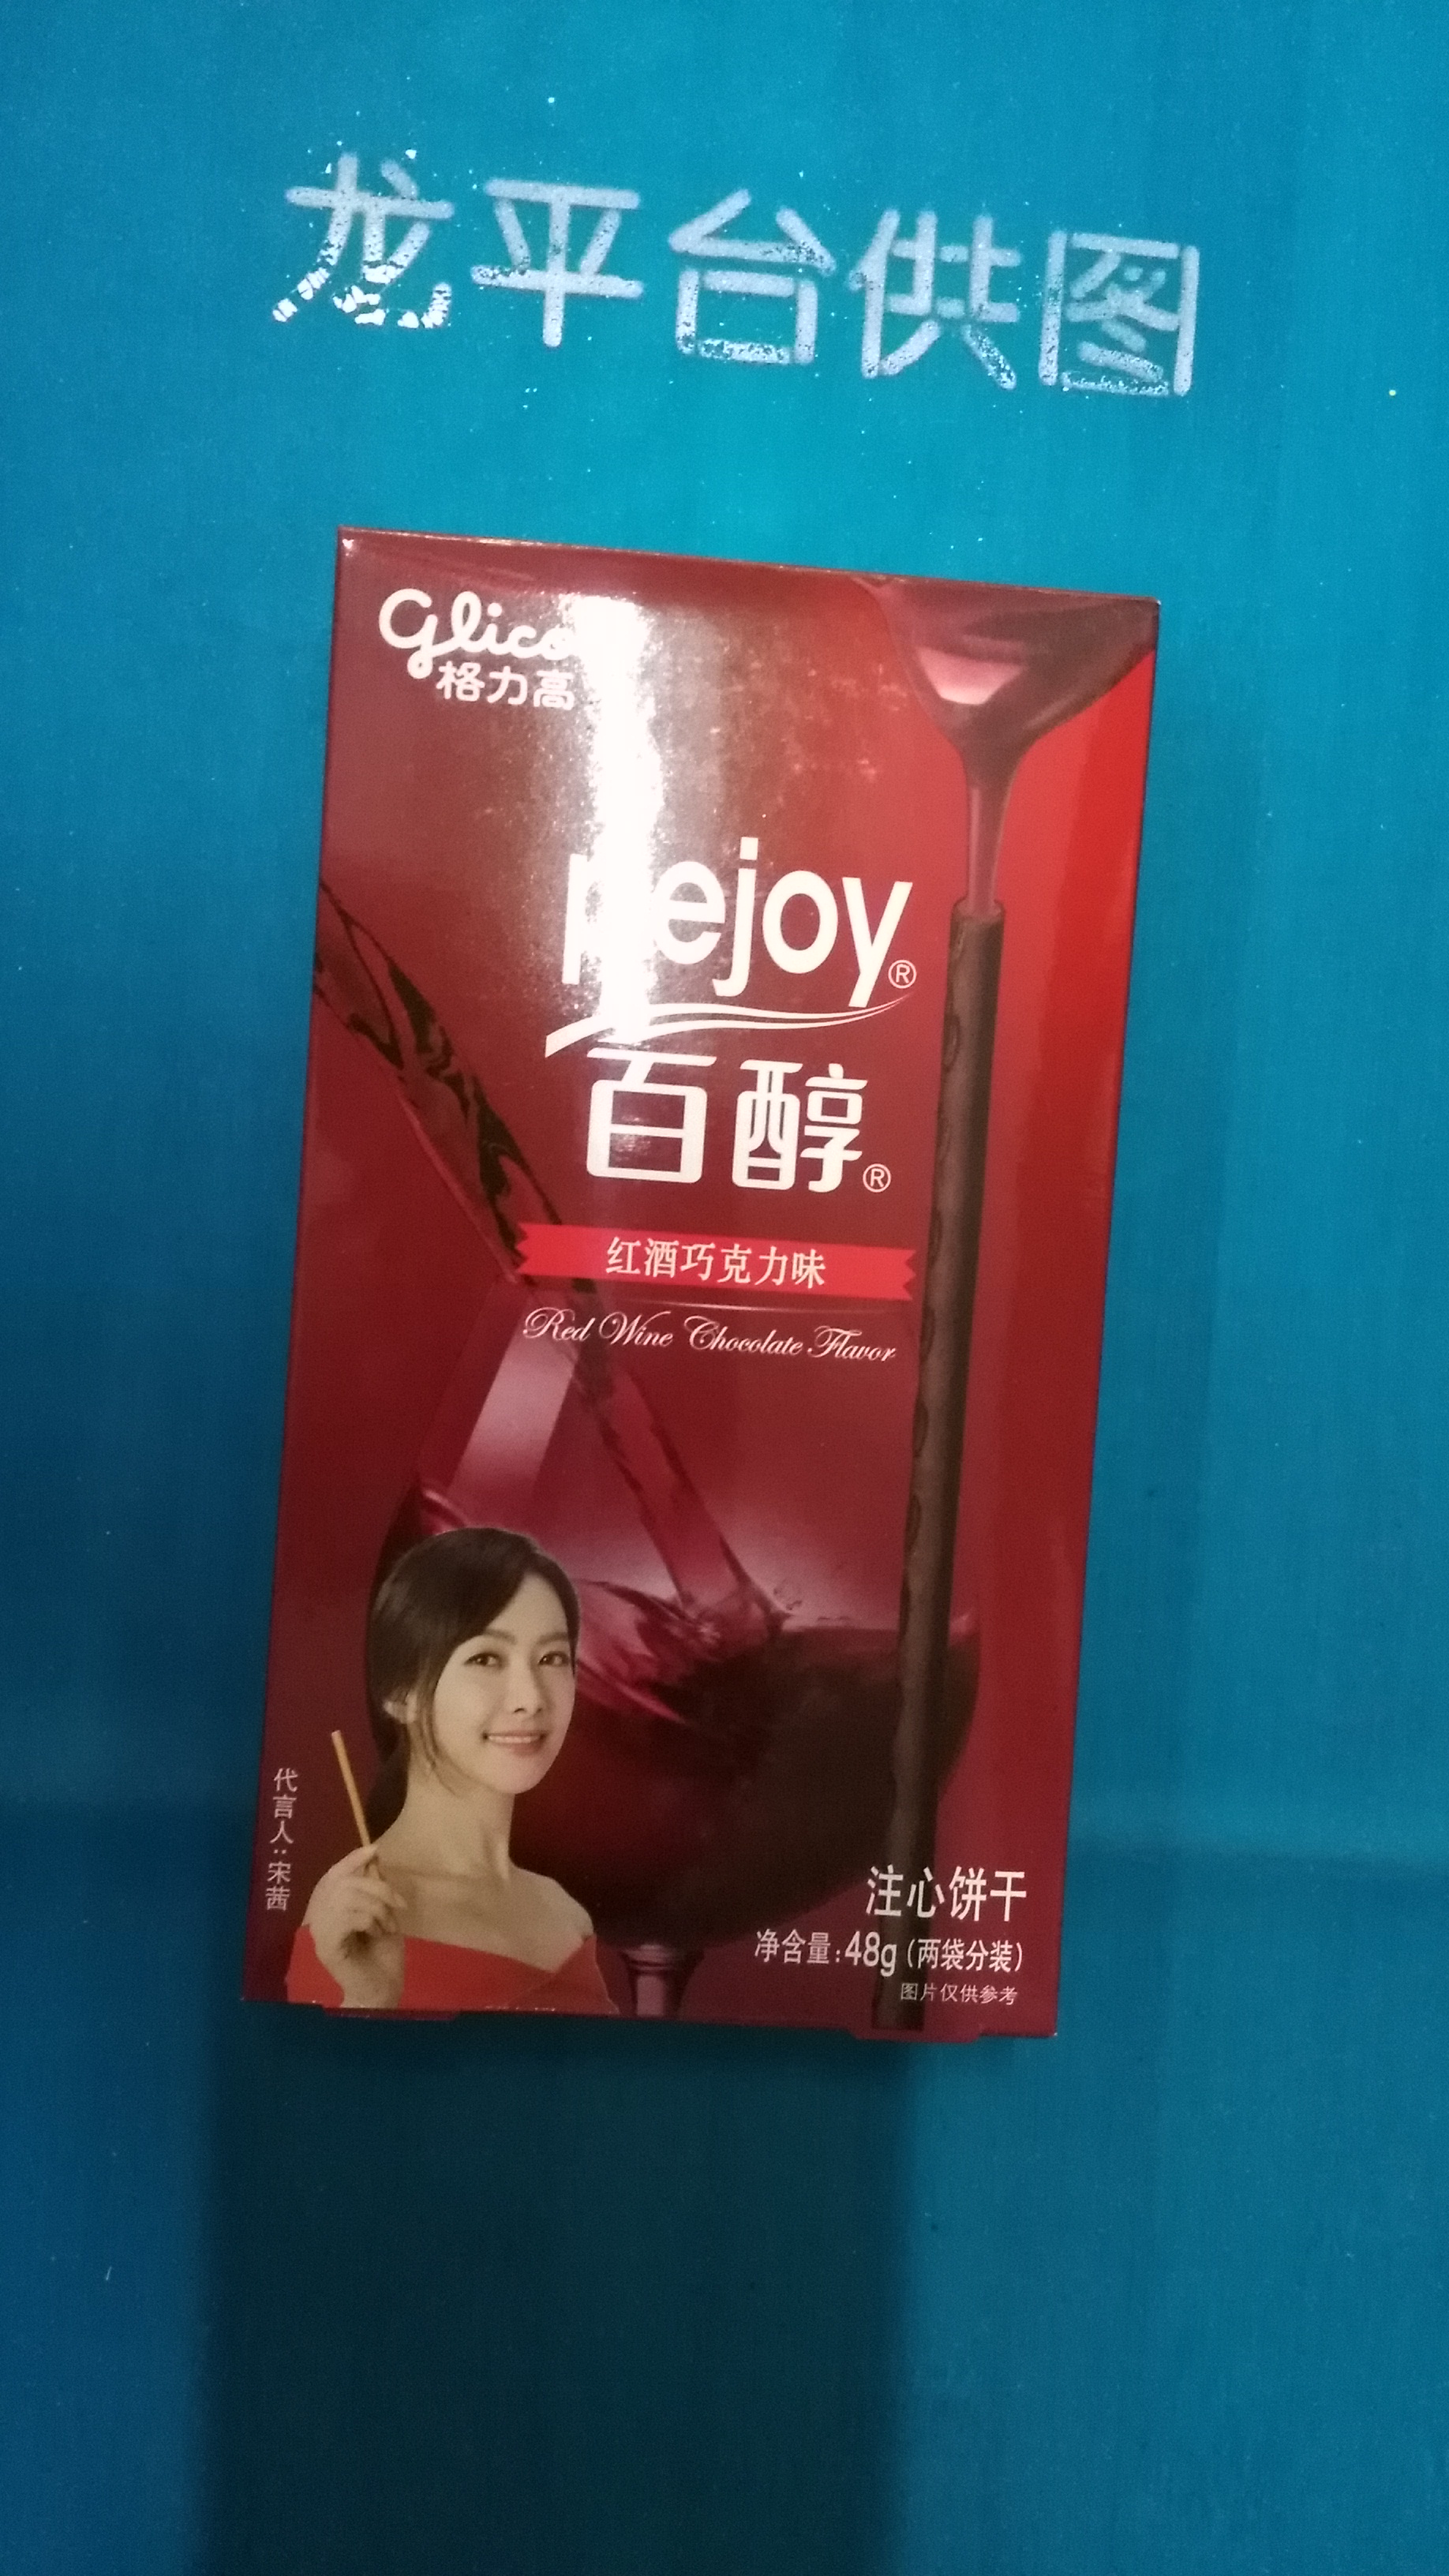 龙平台供图
Glico
格力高
pejoy®
百醇®
红酒巧克力味
Red Wine Chocolate Flavor
代言人:宋茜
注心饼干
净含量:48g(两袋分装)
图片仅供参考